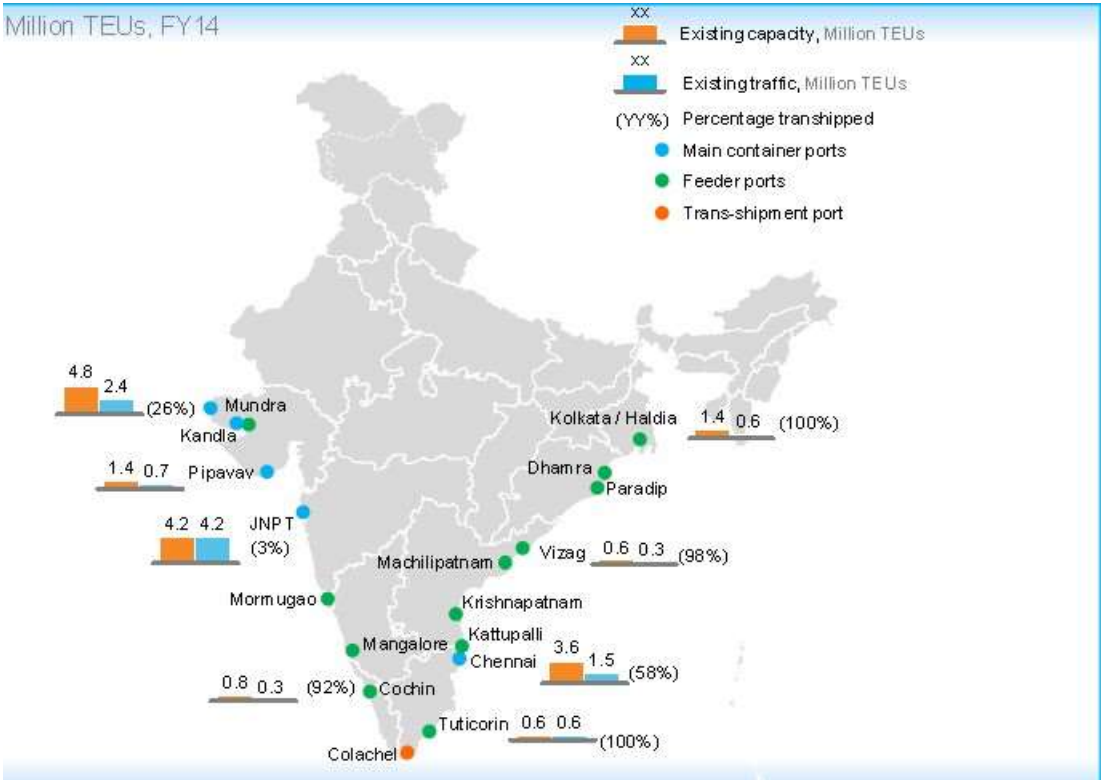 Million TEUs, FY14
XX
Existing capacity, Million TEUs
XX
Existing traffic, Million TEUs
(YY%) Percentage transhipped
Main container ports
Feeder ports
Trans-shipment port
4.8 2.4 (26%) Mundra
Kandla
1.4 0.7 Pipavav
4.2 4.2 JNPT
(3%)
Mormugao
Mangalore
0.8 0.3 (92%) Cochin
Colachel
Kolkata / Haldia 1.4 0.6 (100%)
Dhamra
Paradip
Vizag 0.6 0.3 (98%)
Machilipatnam
Krishnapatnam
Kattupalli
Chennai 3.6 1.5 (58%)
Tuticorin 0.6 0.6 (100%)